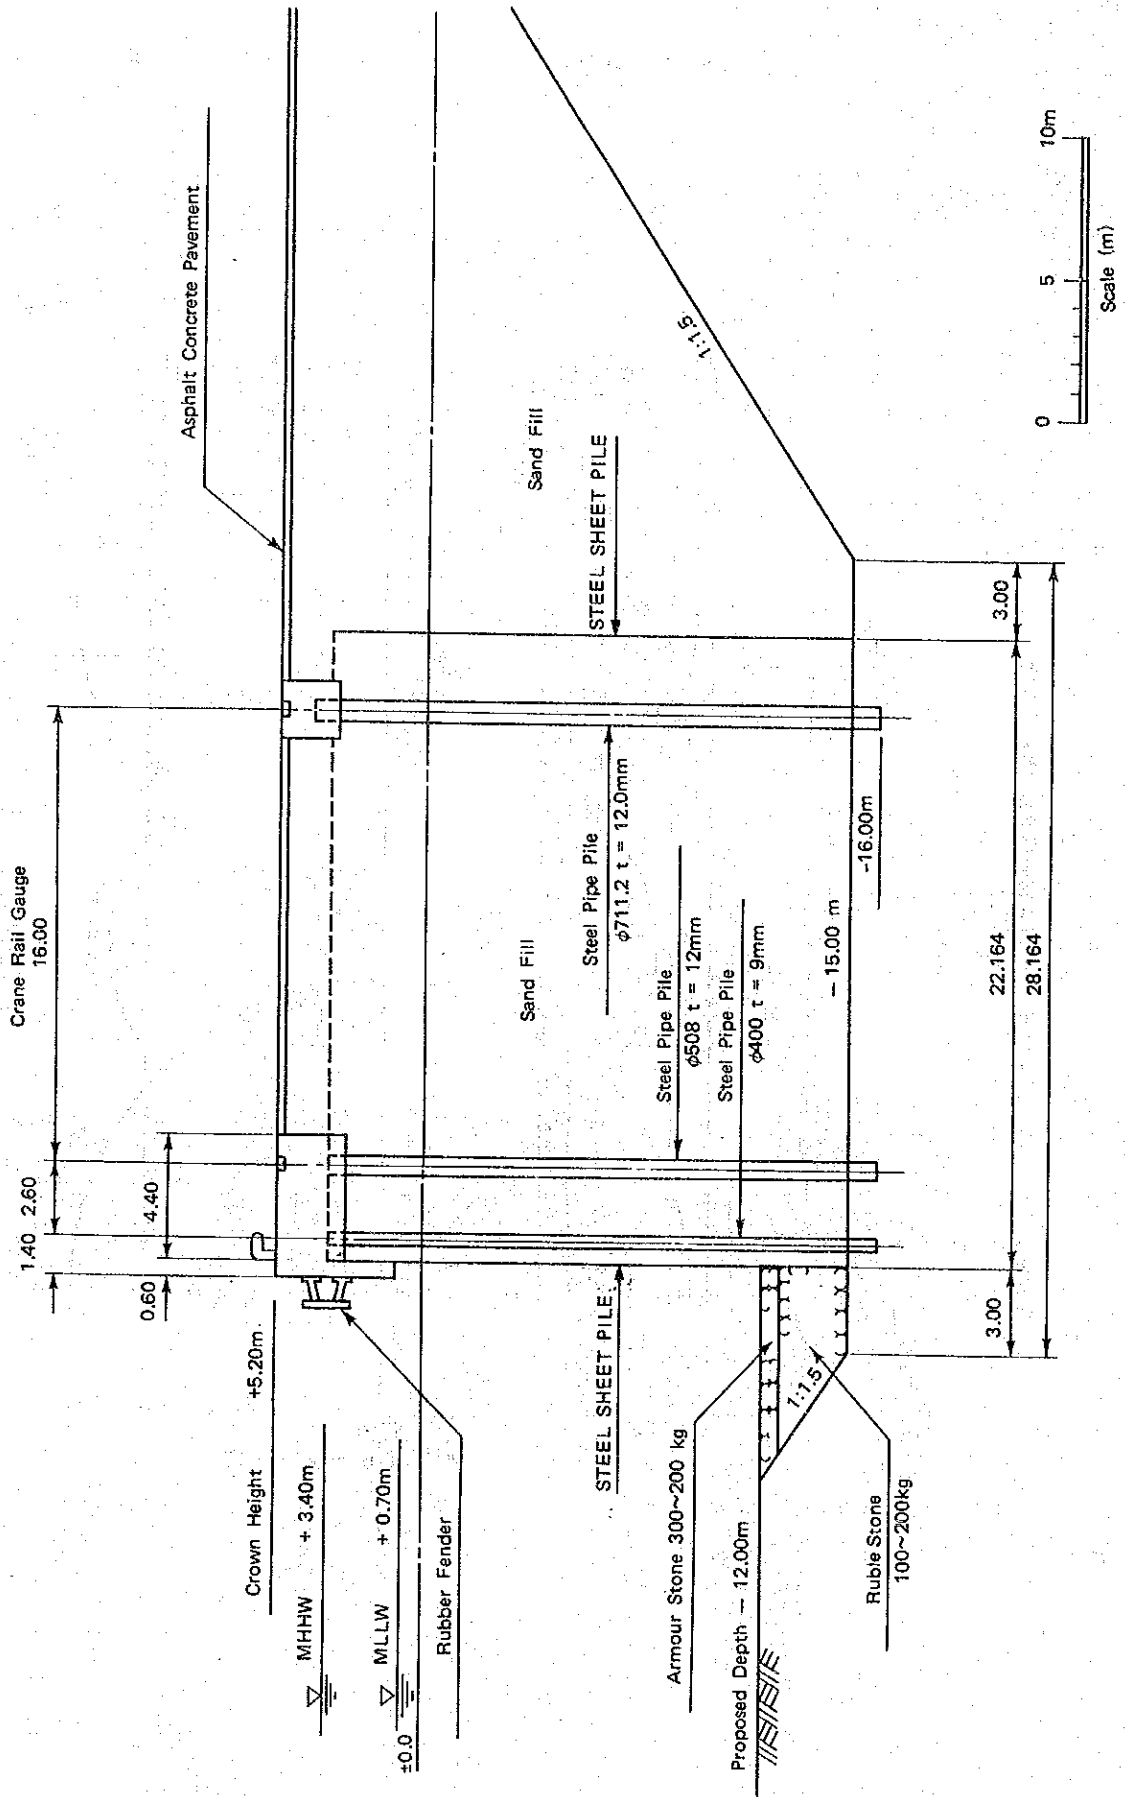 Crane Rail Gauge
16.00
1.40 2.60
4.40
0.60
Asphalt Concrete Pavement
Crown Height +5.20m
MHHW + 3.40m
MLLW + 0.70m
±0.0
Rubber Fender
Sand Fill
Sand Fill
STEEL SHEET PILE
STEEL SHEET PILE
1:1.5
Steel Pipe Pile
φ711.2 t = 12.0mm
Steel Pipe Pile
φ508 t = 12mm
Steel Pipe Pile
φ400 t = 9mm
Armour Stone 300~200 kg
Proposed Depth – 12.00m
1:1.5
Ruble Stone
100~200kg
– 15.00 m
-16.00m
3.00
22.164
3.00
28.164
0 5 10m
Scale (m)